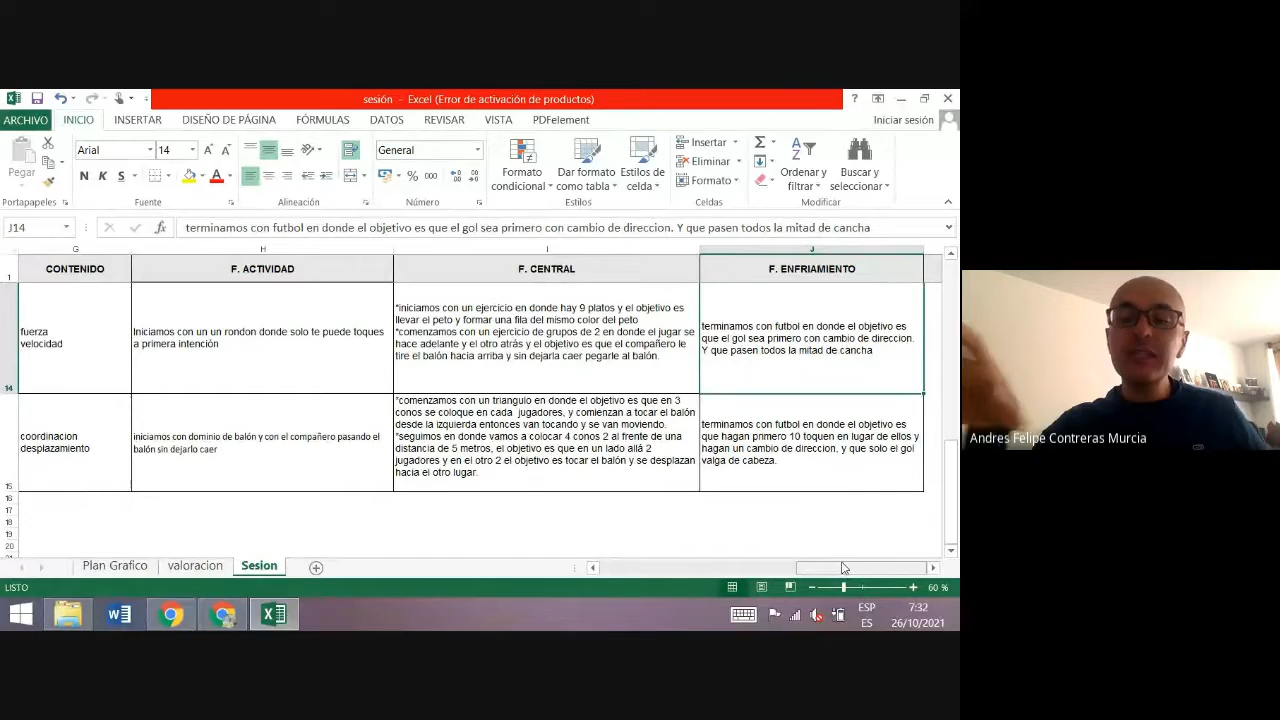 sesión - Excel (Error de activación de productos)
?
ARCHIVO INICIO INSERTAR DISEÑO DE PÁGINA FÓRMULAS DATOS REVISAR VISTA PDFelement Iniciar sesión
Pegar
Portapapeles
Arial 14
N K S
Fuente
Alineación
General
% 000
Número
Formato condicional
Dar formato como tabla
Estilos de celda
Estilos
Insertar
Eliminar
Formato
Celdas
Ordenar y filtrar
Buscar y seleccionar
Modificar
J14 fx terminamos con futbol en donde el objetivo es que el gol sea primero con cambio de direccion. Y que pasen todos la mitad de cancha
G H I J
1 CONTENIDO F. ACTIVIDAD F. CENTRAL F. ENFRIAMIENTO
fuerza
velocidad
Iniciamos con un un rondon donde solo te puede toques
a primera intención
*iniciamos con un ejercicio en donde hay 9 platos y el objetivo es
llevar el peto y formar una fila del mismo color del peto
*comenzamos con un ejercicio de grupos de 2 en donde el jugar se
hace adelante y el otro atrás y el objetivo es que el compañero le
tire el balón hacia arriba y sin dejarla caer pegarle al balón.
terminamos con futbol en donde el objetivo es
que el gol sea primero con cambio de direccion.
Y que pasen todos la mitad de cancha
14
coordinacion
desplazamiento
iniciamos con dominio de balón y con el compañero pasando el
balón sin dejarlo caer
*comenzamos con un triangulo en donde el objetivo es que en 3
conos se coloque en cada jugadores, y comienzan a tocar el balón
desde la izquierda entonces van tocando y se van moviendo.
*seguimos en donde vamos a colocar 4 conos 2 al frente de una
distancia de 5 metros, el objetivo es que en un lado allá 2
jugadores y en el otro 2 el objetivo es tocar el balón y se desplazan
hacia el otro lugar.
terminamos con futbol en donde el objetivo es
que hagan primero 10 toquen en lugar de ellos y
hagan un cambio de direccion, y que solo el gol
valga de cabeza.
15
16
17
18
19
20
Plan Grafico valoracion Sesion
LISTO
60 %
ESP
ES
7:32
26/10/2021
Andres Felipe Contreras Murcia